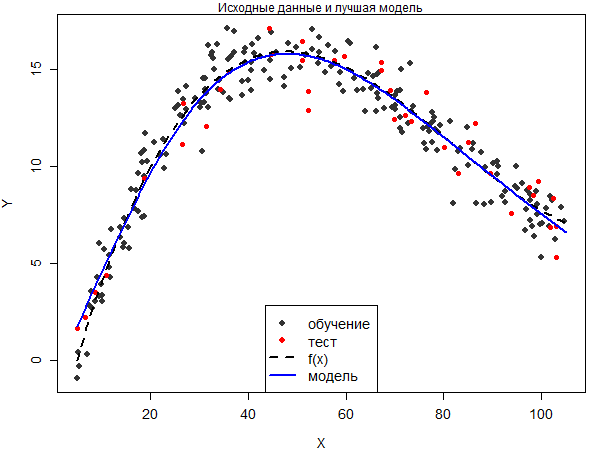 Исходные данные и лучшая модель
Y
15
10
5
0
обучение
тест
f(x)
модель
20
40
60
80
100
X